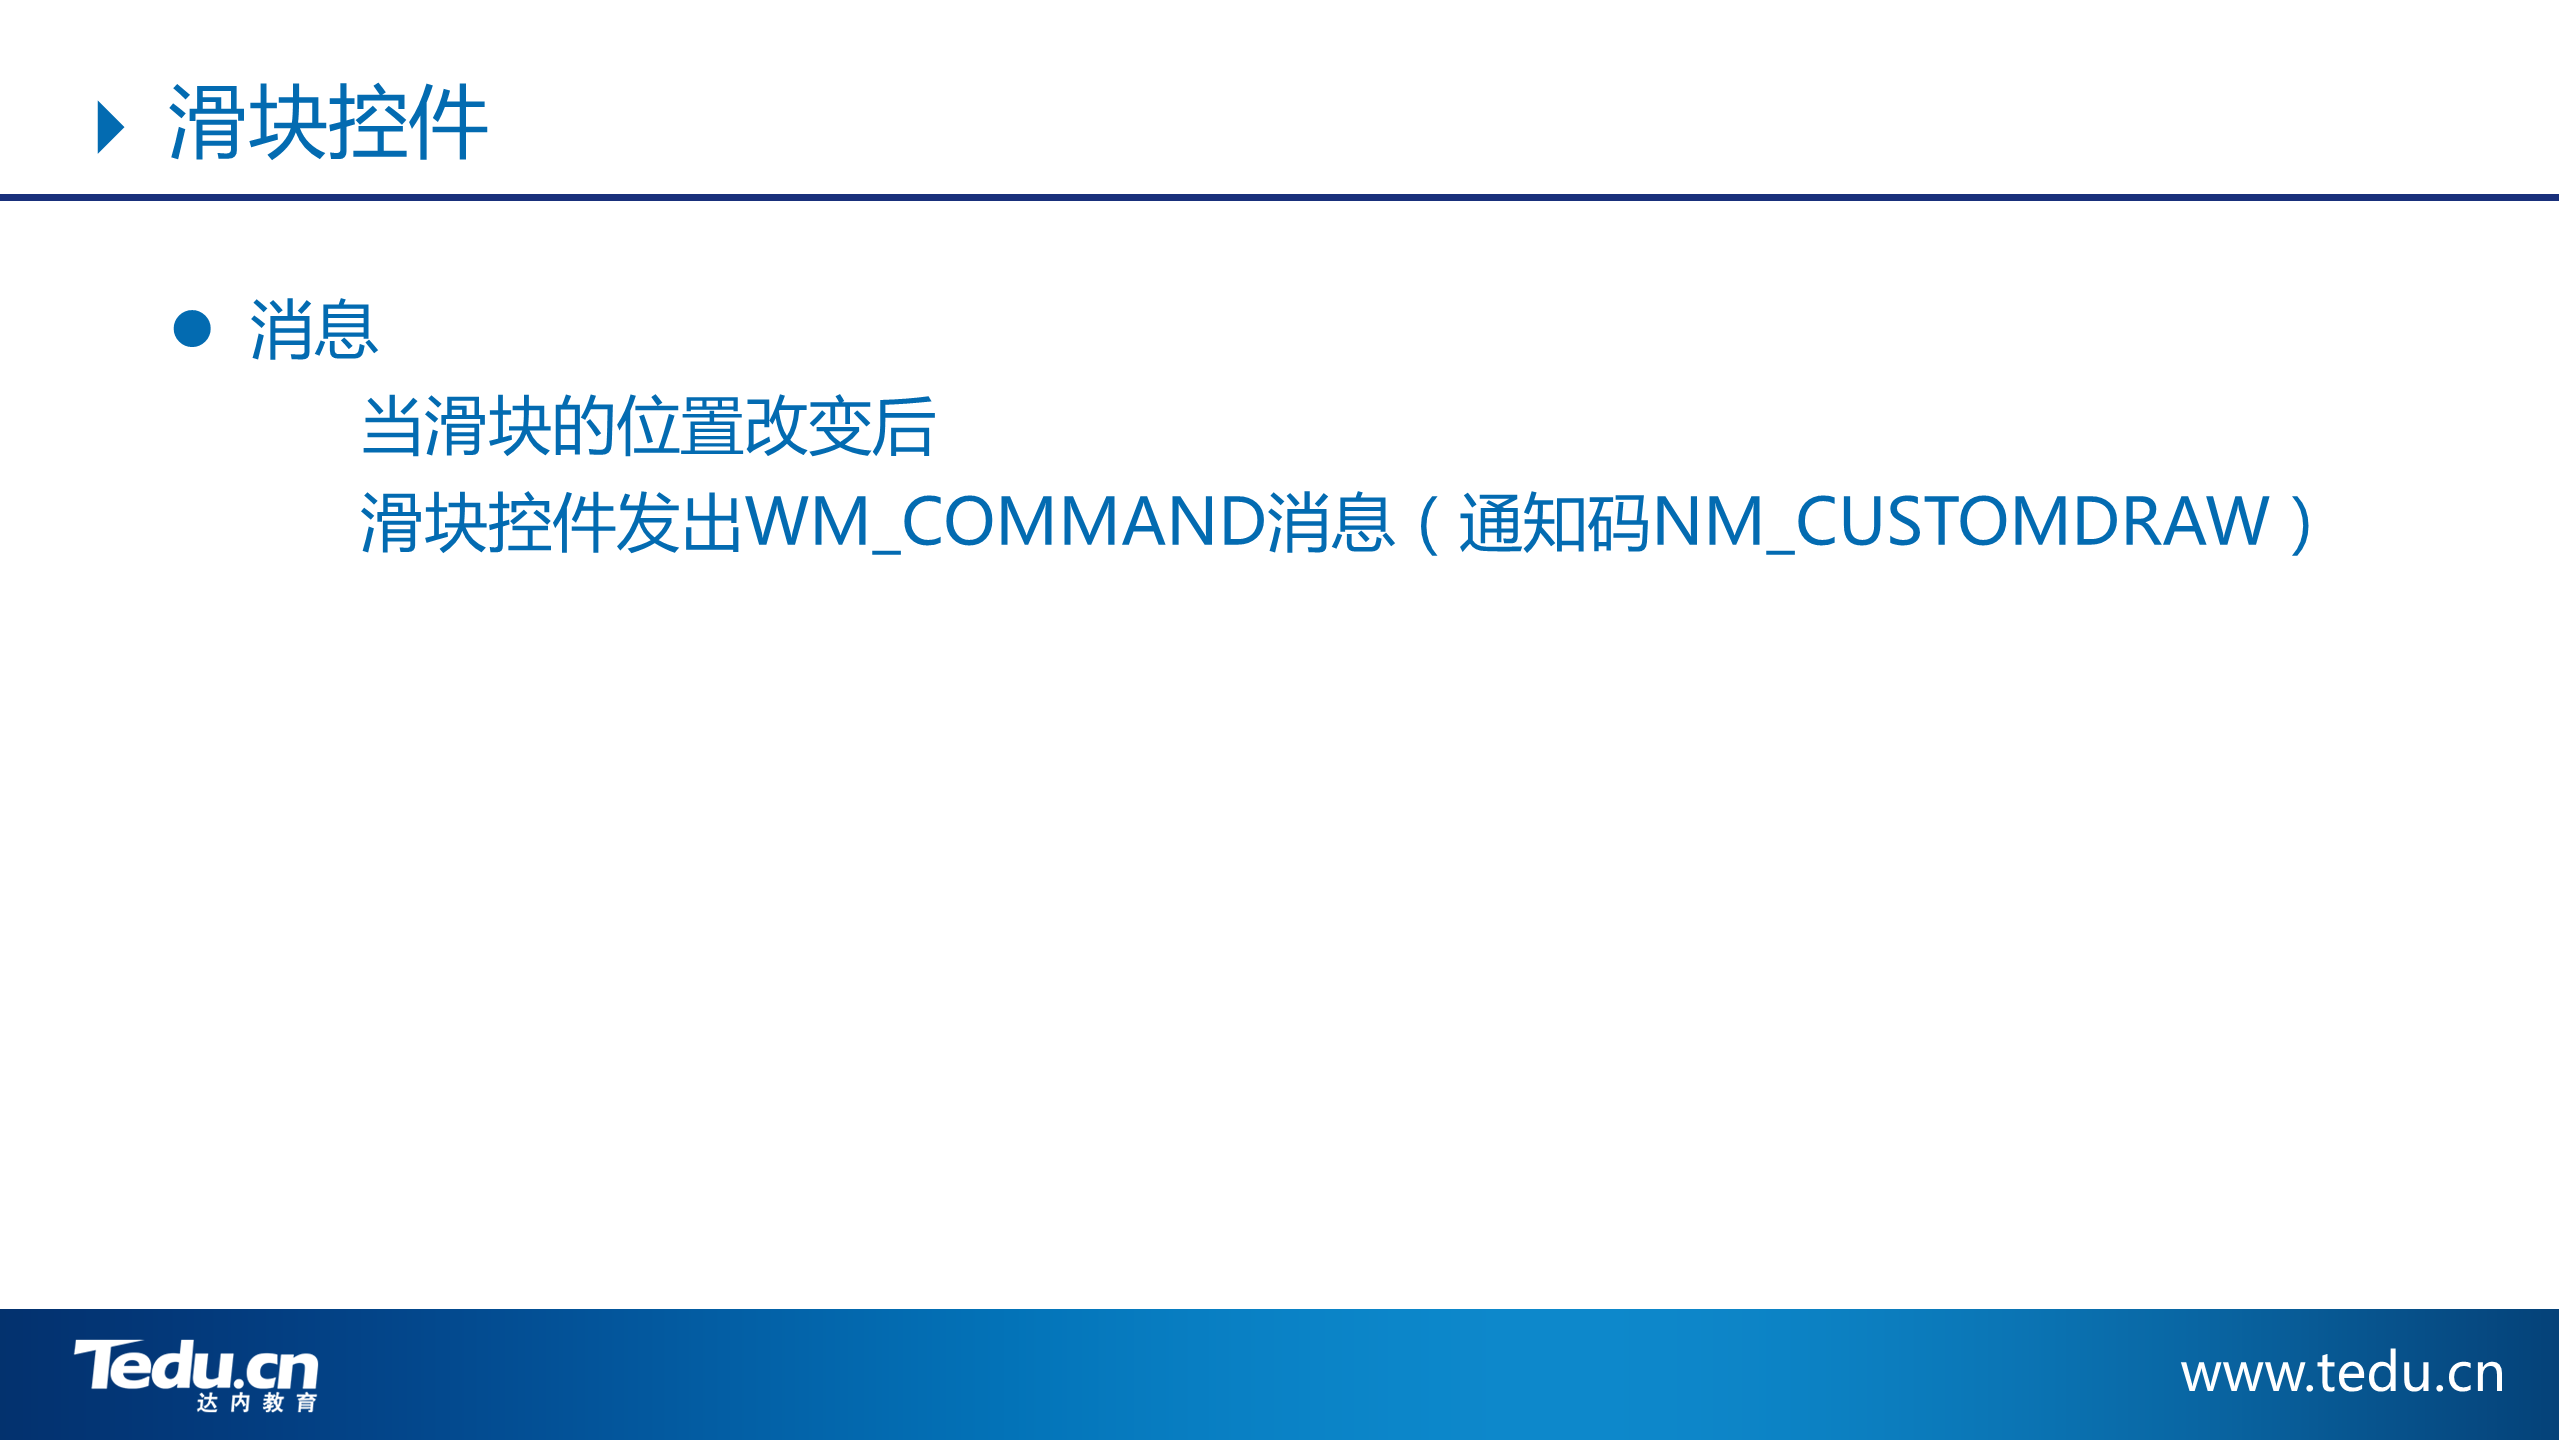 滑块控件
消息
当滑块的位置改变后
滑块控件发出WM_COMMAND消息（通知码NM_CUSTOMDRAW）
Tedu.cn
达内教育
www.tedu.cn